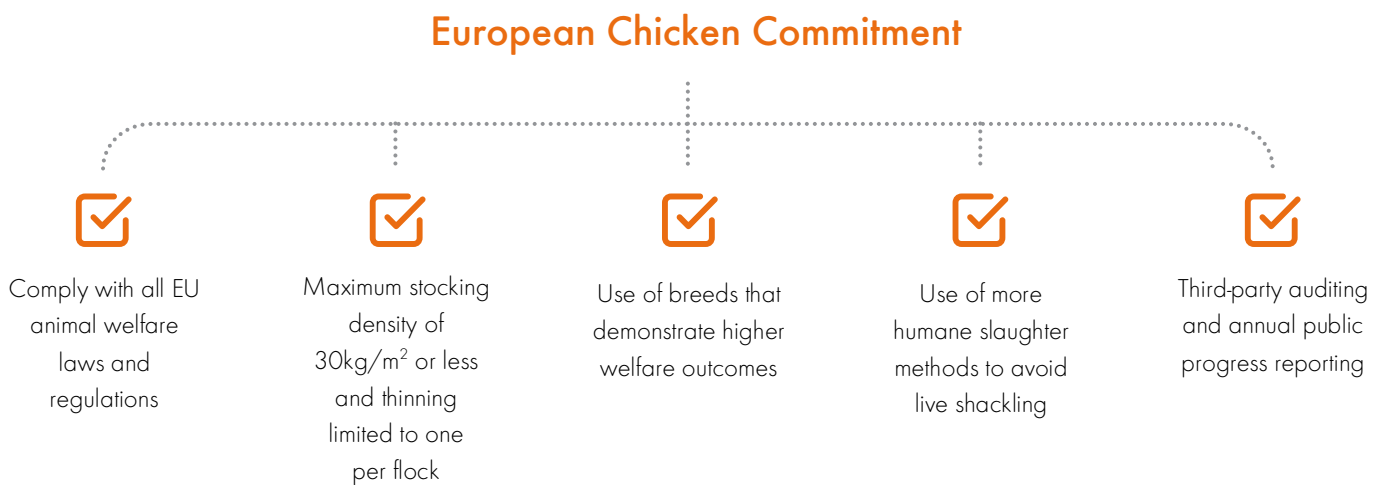 European Chicken Commitment
Comply with all EU
animal welfare
laws and
regulations
Maximum stocking
density of
30kg/m² or less
and thinning
limited to one
per flock
Use of breeds that
demonstrate higher
welfare outcomes
Use of more
humane slaughter
methods to avoid
live shackling
Third-party auditing
and annual public
progress reporting